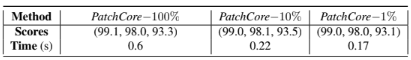 Method PatchCore−100% PatchCore−10% PatchCore−1%
Scores (99.1, 98.0, 93.3) (99.0, 98.1, 93.5) (99.0, 98.0, 93.1)
Time (s) 0.6 0.22 0.17